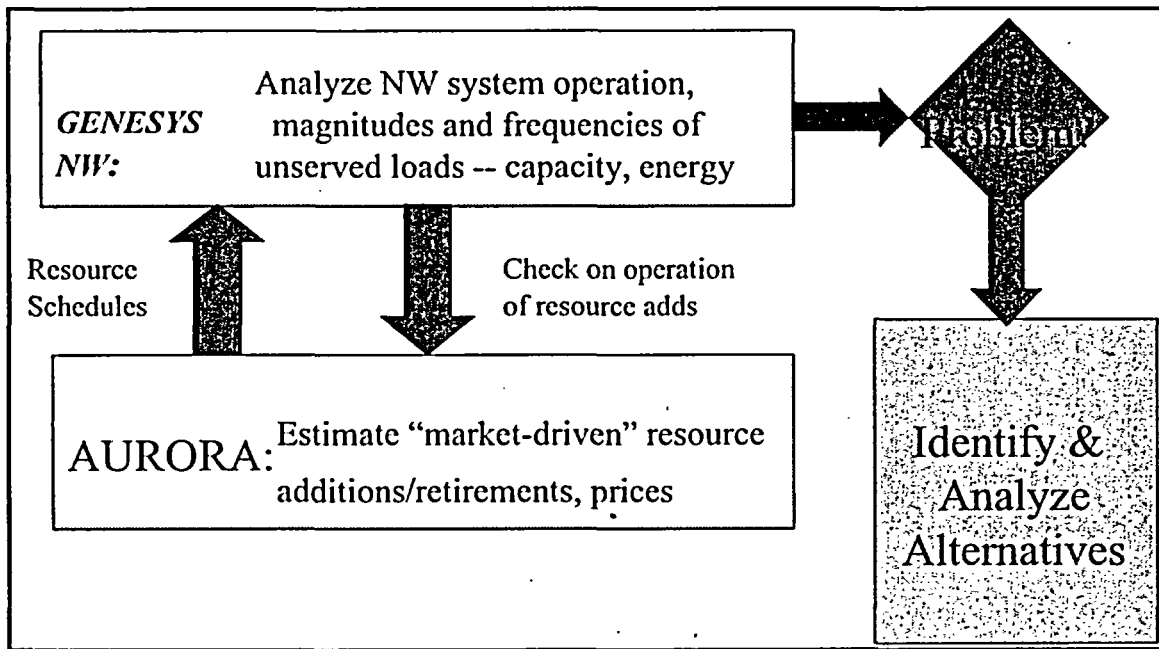 GENESYS
NW:
Analyze NW system operation,
magnitudes and frequencies of
unserved loads -- capacity, energy
Problem?
Resource
Schedules
Check on operation
of resource adds
AURORA:
Estimate “market-driven” resource
additions/retirements, prices
Identify &
Analyze
Alternatives